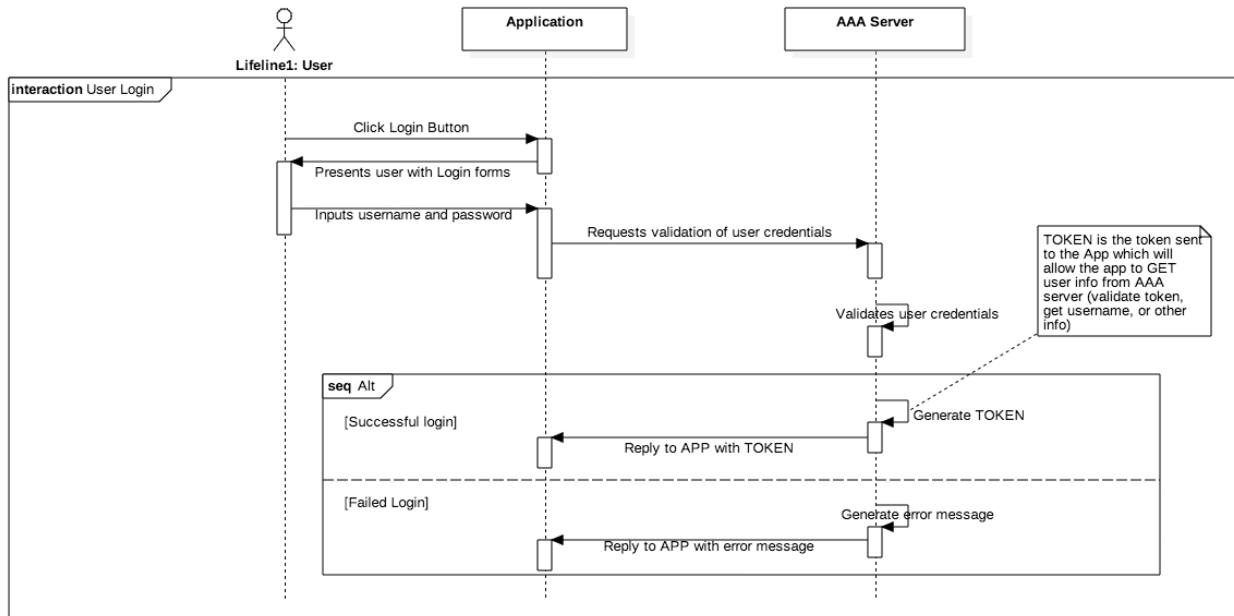 Application
AAA Server
Lifeline1: User
interaction User Login
Click Login Button
Presents user with Login forms
Inputs username and password
Requests validation of user credentials
TOKEN is the token sent
to the App which will
allow the app to GET
user info from AAA
server (validate token,
get username, or other
info)
Validates user credentials
seq Alt
[Successful login]
Generate TOKEN
Reply to APP with TOKEN
[Failed Login]
Generate error message
Reply to APP with error message